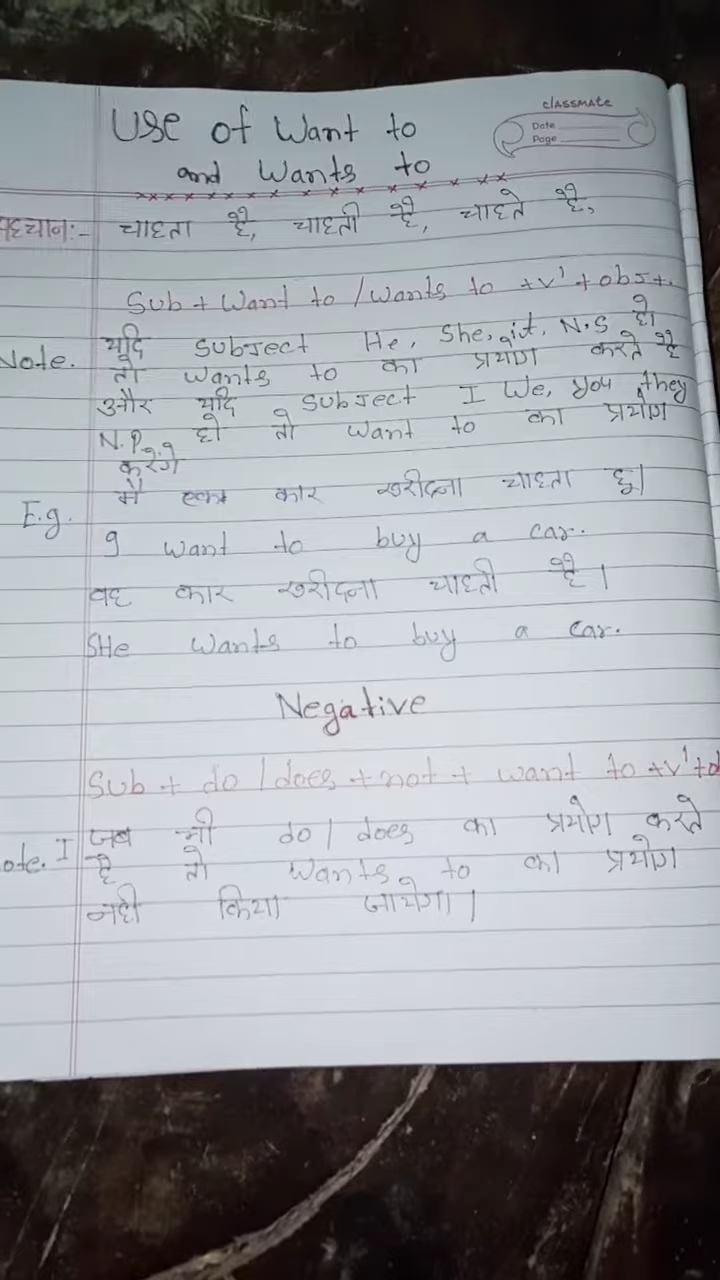 classmate
Date
Page
Use of Want to
and Wants to
पहचान:- चाहता है, चाहती है, चाहते है,
Sub + Want to / wants to + v¹ + obj+.
Note. यदि subject He, She, it, N.S हो
तो wants to का प्रयोग करते है
और यदि subject I We, you they
N.P. हो तो want to का प्रयोग
करेंगे
E.g. मै एक कार खरीदना चाहता हू।
I want to buy a car.
वह कार खरीदना चाहती है।
SHe wants to buy a car.
Negative
Sub + do / does + not + want to + v¹ +
ote. I जब भी do / does का प्रयोग करते
है तो wants to का प्रयोग
नही किया जायेगा।